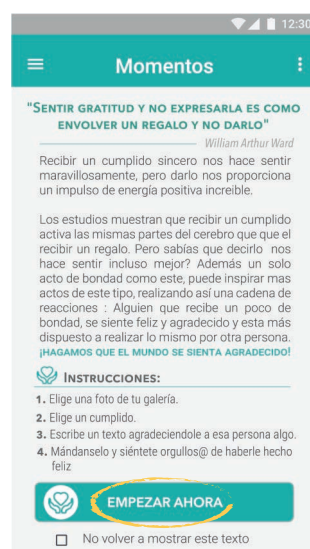 12:30
Momentos
"SENTIR GRATITUD Y NO EXPRESARLA ES COMO
ENVOLVER UN REGALO Y NO DARLO"
William Arthur Ward
Recibir un cumplido sincero nos hace sentir
maravillosamente, pero darlo nos proporciona
un impulso de energía positiva increible.
Los estudios muestran que recibir un cumplido
activa las mismas partes del cerebro que que el
recibir un regalo. Pero sabías que decirlo nos
hace sentir incluso mejor? Además un solo
acto de bondad como este, puede inspirar mas
actos de este tipo, realizando así una cadena de
reacciones : Alguien que recibe un poco de
bondad, se siente feliz y agradecido y esta más
dispuesto a realizar lo mismo por otra persona.
¡HAGAMOS QUE EL MUNDO SE SIENTA AGRADECIDO!
INSTRUCCIONES:
1. Elige una foto de tu galería.
2. Elige un cumplido.
3. Escribe un texto agradeciendole a esa persona algo.
4. Mándanselo y siéntete orgullos@ de haberle hecho
feliz
EMPEZAR AHORA
No volver a mostrar este texto